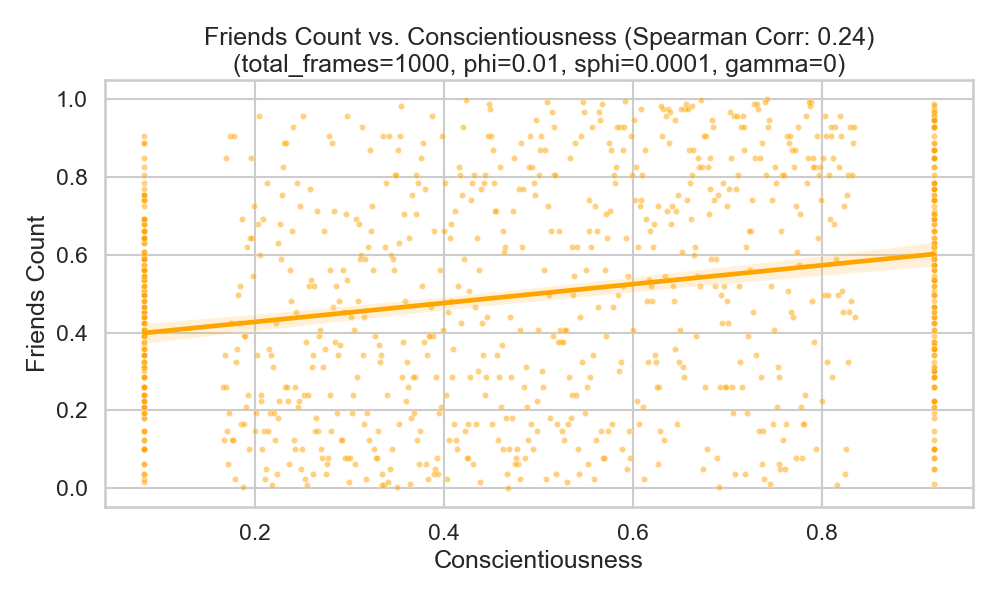 Friends Count vs. Conscientiousness (Spearman Corr: 0.24)
(total_frames=1000, phi=0.01, sphi=0.0001, gamma=0)
1.0
0.8
0.6
0.4
0.2
0.0
Friends Count
0.2 0.4 0.6 0.8
Conscientiousness